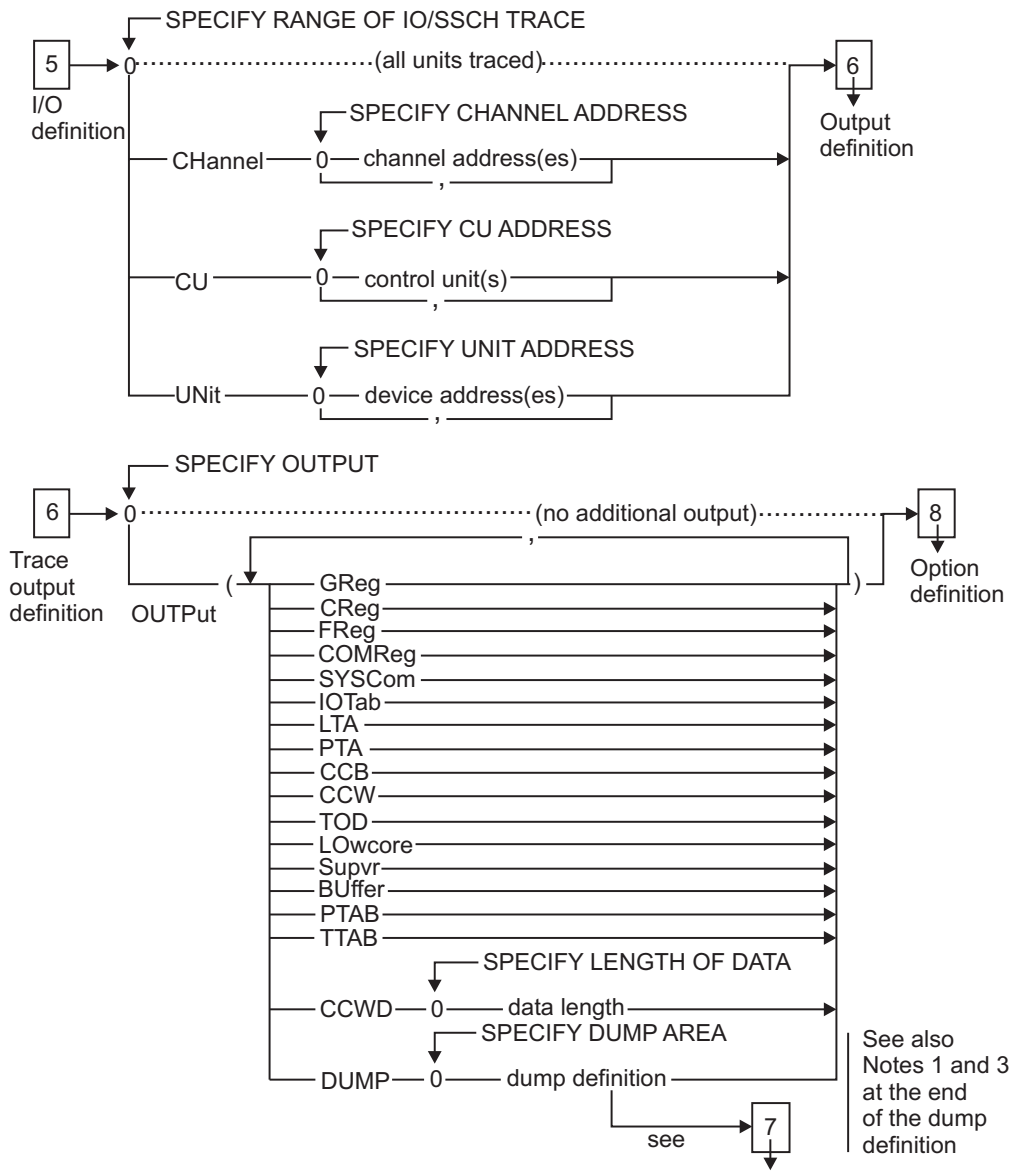 SPECIFY RANGE OF IO/SSCH TRACE
5 0 (all units traced) 6
I/O
definition
Output
definition
SPECIFY CHANNEL ADDRESS
CHannel 0 channel address(es)
,
SPECIFY CU ADDRESS
CU 0 control unit(s)
,
SPECIFY UNIT ADDRESS
UNit 0 device address(es)
,
SPECIFY OUTPUT
6 0 (no additional output) 8
Trace
output
definition
Option
definition
,
OUTPut ( GReg )
CReg
FReg
COMReg
SYSCom
IOTab
LTA
PTA
CCB
CCW
TOD
LOwcore
Supvr
BUffer
PTAB
TTAB
SPECIFY LENGTH OF DATA
CCWD 0 data length
SPECIFY DUMP AREA
DUMP 0 dump definition
see 7
See also
Notes 1 and 3
at the end
of the dump
definition